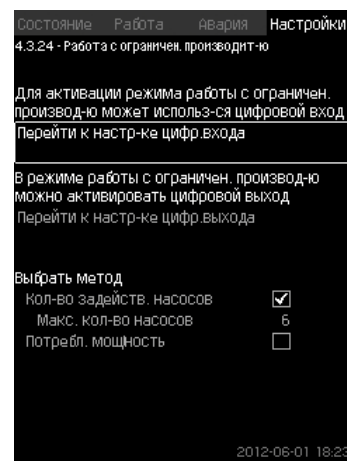 Состояние Работа Авария Настройки
4.3.24 - Работа с ограничен. производит-ю
Для активации режима работы с ограничен.
производ-ю может использ-ся цифровой вход
Перейти к настр-ке цифр.входа
В режиме работы с ограничен. производ-ю
можно активировать цифровой выход
Перейти к настр-ке цифр.выхода
Выбрать метод
Кол-во задейств. насосов
Макс. кол-во насосов 6
Потребл. мощность
2012-06-01 18:23